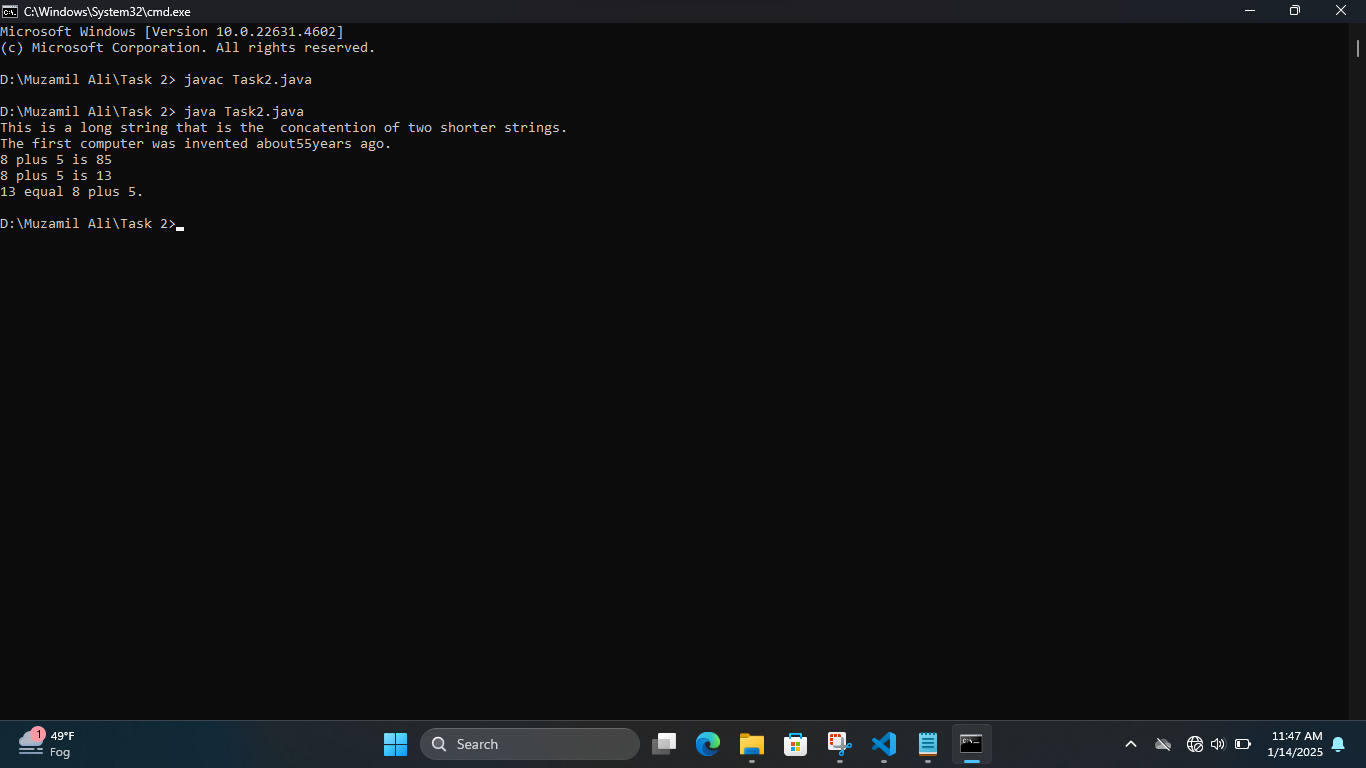 C:\Windows\System32\cmd.exe
Microsoft Windows [Version 10.0.22631.4602]
(c) Microsoft Corporation. All rights reserved.
D:\Muzamil Ali\Task 2> javac Task2.java
D:\Muzamil Ali\Task 2> java Task2.java
This is a long string that is the  concatention of two shorter strings.
The first computer was invented about55years ago.
8 plus 5 is 85
8 plus 5 is 13
13 equal 8 plus 5.
D:\Muzamil Ali\Task 2>
1
49°F
Fog
Search
11:47 AM
1/14/2025